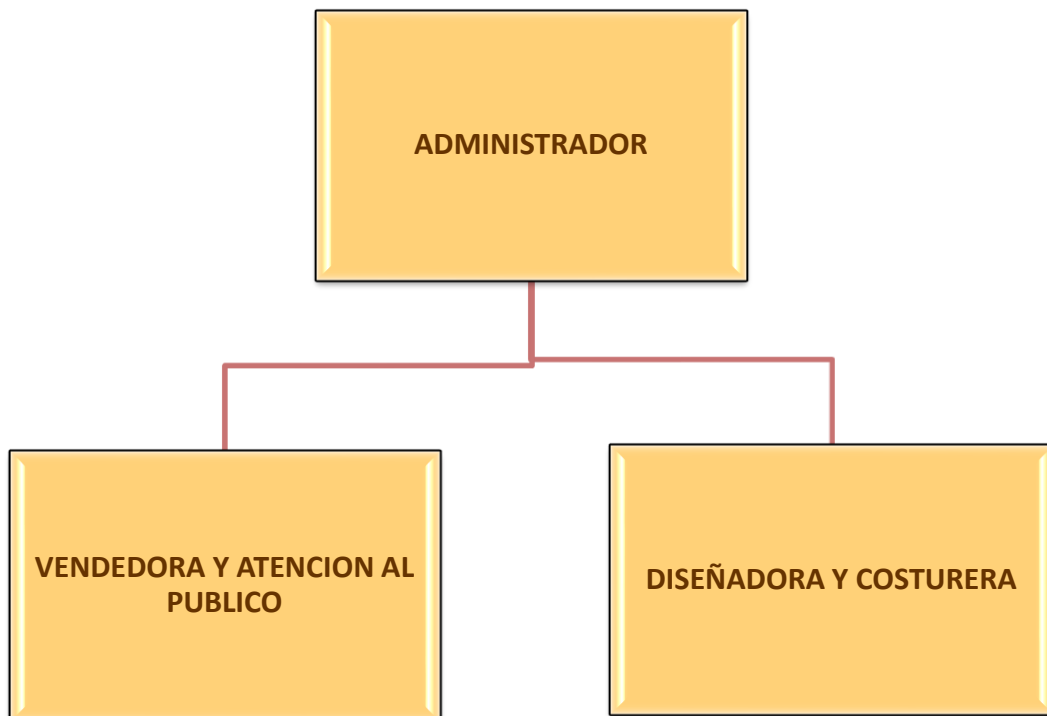 ADMINISTRADOR
VENDEDORA Y ATENCION AL
PUBLICO
DISEÑADORA Y COSTURERA